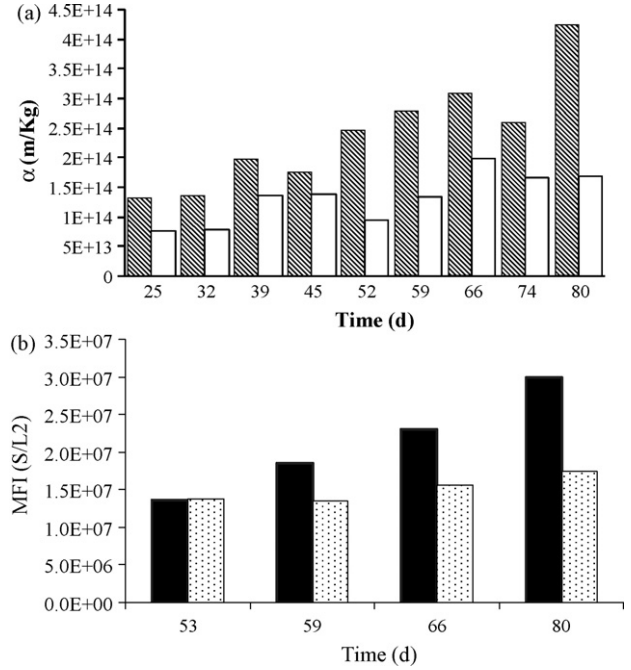 (a)
4.5E+14
4E+14
3.5E+14
3E+14
2.5E+14
2E+14
1.5E+14
1E+14
5E+13
0
α (m/Kg)
25 32 39 45 52 59 66 74 80
Time (d)
(b)
3.5E+07
3.0E+07
2.0E+07
1.5E+07
1.0E+07
5.0E+06
0.0E+00
MFI (S/L2)
53 59 66 80
Time (d)